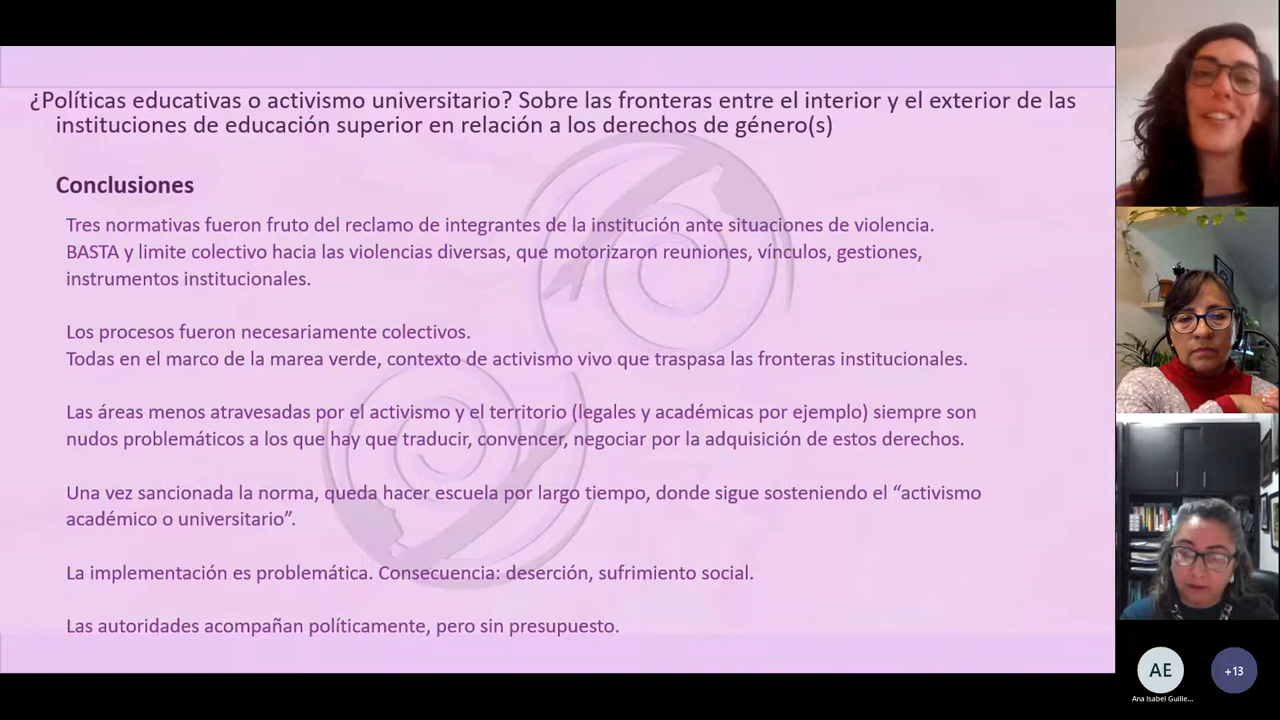 ¿Políticas educativas o activismo universitario? Sobre las fronteras entre el interior y el exterior de las
instituciones de educación superior en relación a los derechos de género(s)
Conclusiones
Tres normativas fueron fruto del reclamo de integrantes de la institución ante situaciones de violencia.
BASTA y limite colectivo hacia las violencias diversas, que motorizaron reuniones, vínculos, gestiones,
instrumentos institucionales.
Los procesos fueron necesariamente colectivos.
Todas en el marco de la marea verde, contexto de activismo vivo que traspasa las fronteras institucionales.
Las áreas menos atravesadas por el activismo y el territorio (legales y académicas por ejemplo) siempre son
nudos problemáticos a los que hay que traducir, convencer, negociar por la adquisición de estos derechos.
Una vez sancionada la norma, queda hacer escuela por largo tiempo, donde sigue sosteniendo el “activismo
académico o universitario”.
La implementación es problemática. Consecuencia: deserción, sufrimiento social.
Las autoridades acompañan políticamente, pero sin presupuesto.
AE
+13
Ana Isabel Guille...